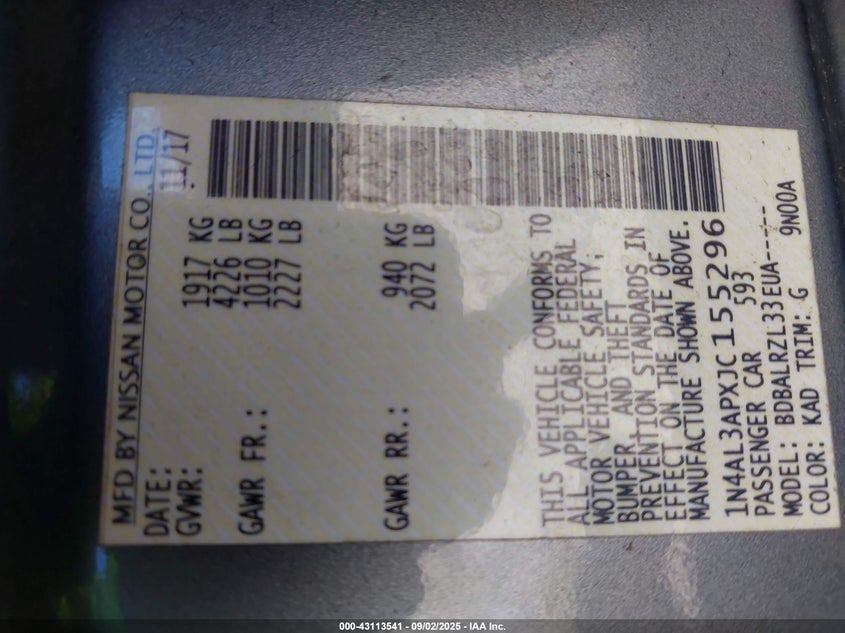 MFD BY NISSAN MOTOR CO., LTD.
DATE: 11/17
GVWR: 1917 KG
4226 LB
GAWR FR.: 1010 KG
2227 LB
GAWR RR.: 940 KG
2072 LB
THIS VEHICLE CONFORMS TO
ALL APPLICABLE FEDERAL
MOTOR VEHICLE SAFETY,
BUMPER, AND THEFT
PREVENTION STANDARDS IN
EFFECT ON THE DATE OF
MANUFACTURE SHOWN ABOVE.
1N4AL3APXJC155296
PASSENGER CAR 593
MODEL: BDBALRZL33EUA-----
COLOR: KAD TRIM: G 9N00A
000-43113541 - 09/02/2025 - IAA Inc.